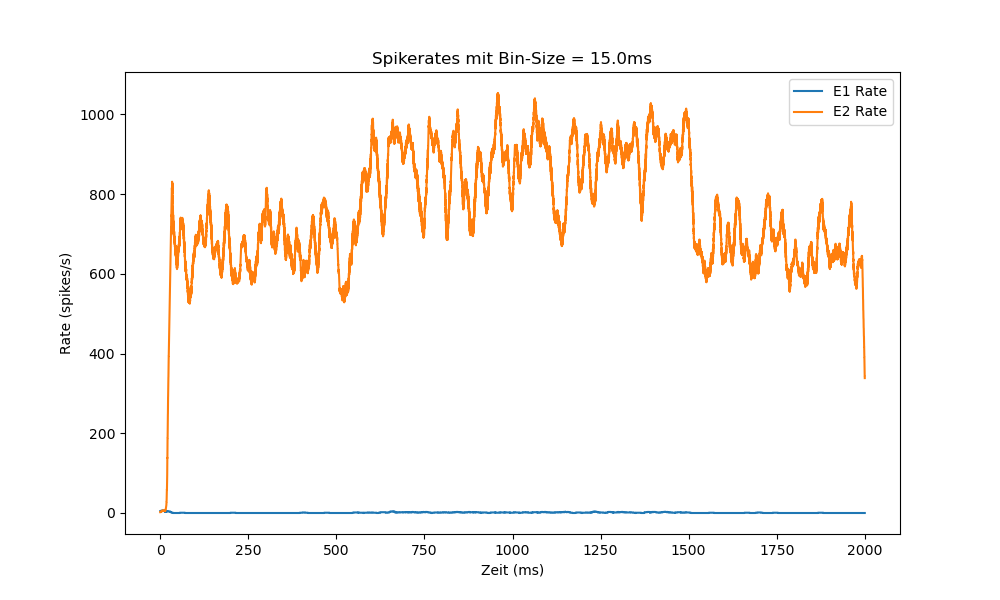 Spikerates mit Bin-Size = 15.0ms
E1 Rate
E2 Rate
Rate (spikes/s)
1000
800
600
400
200
0
0 250 500 750 1000 1250 1500 1750 2000
Zeit (ms)